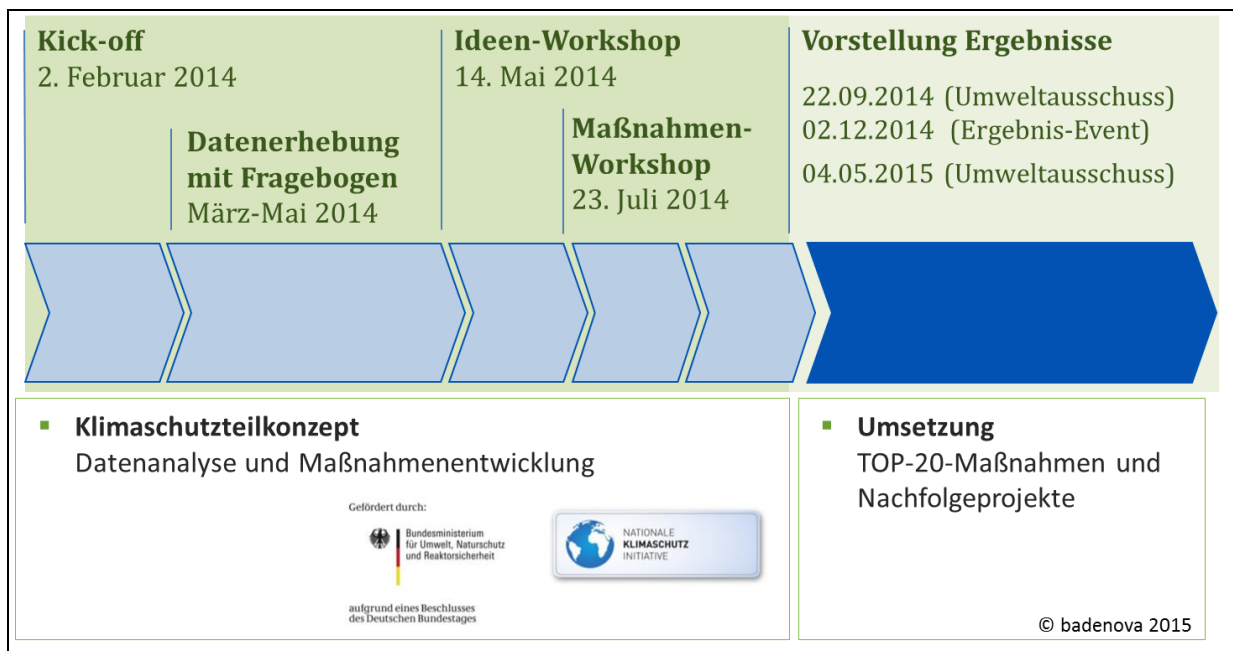 Kick-off
2. Februar 2014
Datenerhebung
mit Fragebogen
März-Mai 2014
Ideen-Workshop
14. Mai 2014
Maßnahmen-
Workshop
23. Juli 2014
Vorstellung Ergebnisse
22.09.2014 (Umweltausschuss)
02.12.2014 (Ergebnis-Event)
04.05.2015 (Umweltausschuss)
▪ Klimaschutzteilkonzept
Datenanalyse und Maßnahmenentwicklung
Gefördert durch:
Bundesministerium
für Umwelt, Naturschutz
und Reaktorsicherheit
aufgrund eines Beschlusses
des Deutschen Bundestages
NATIONALE
KLIMASCHUTZ
INITIATIVE
▪ Umsetzung
TOP-20-Maßnahmen und
Nachfolgeprojekte
© badenova 2015